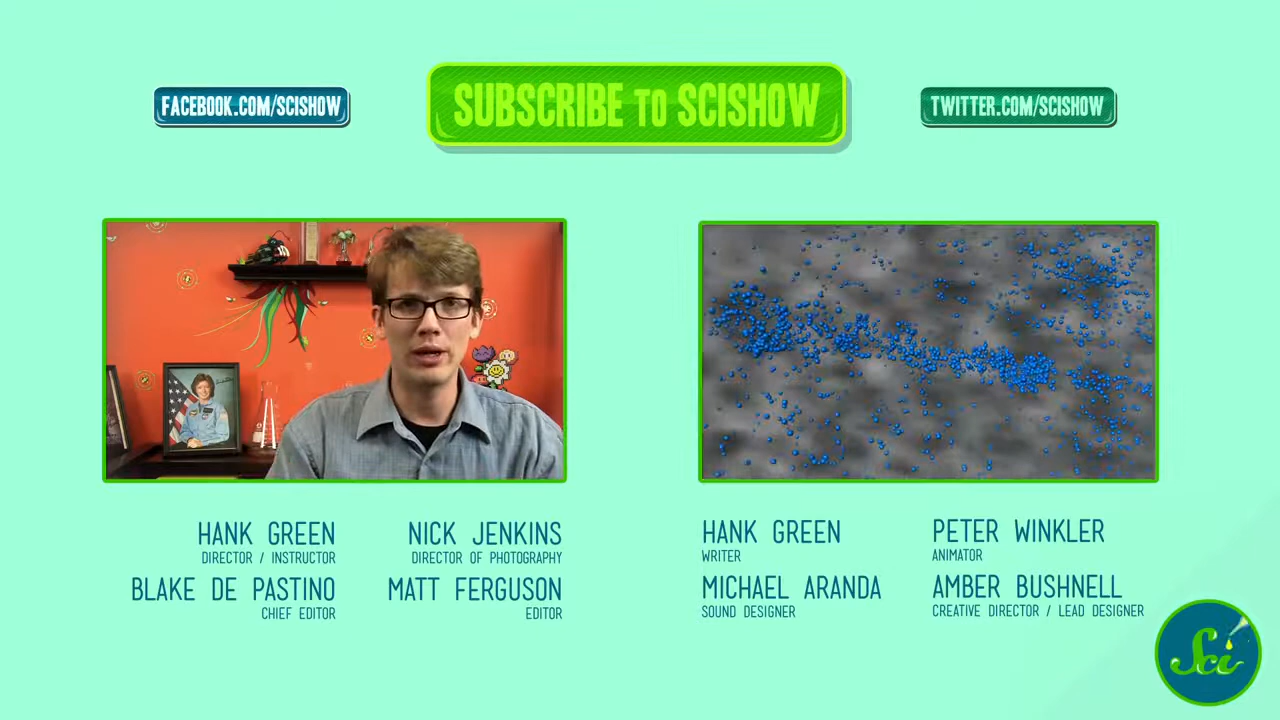 FACEBOOK.COM/SCISHOW
SUBSCRIBE TO SCISHOW
TWITTER.COM/SCISHOW
HANK GREEN
DIRECTOR / INSTRUCTOR
NICK JENKINS
DIRECTOR OF PHOTOGRAPHY
BLAKE DE PASTINO
CHIEF EDITOR
MATT FERGUSON
EDITOR
HANK GREEN
WRITER
PETER WINKLER
ANIMATOR
MICHAEL ARANDA
SOUND DESIGNER
AMBER BUSHNELL
CREATIVE DIRECTOR / LEAD DESIGNER
Sci